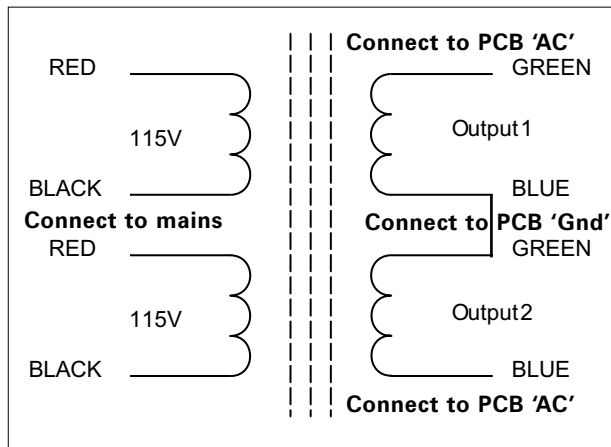 Connect to PCB 'AC'
RED GREEN
115V Output1
BLACK BLUE
Connect to mains Connect to PCB 'Gnd'
RED GREEN
115V Output2
BLACK BLUE
Connect to PCB 'AC'